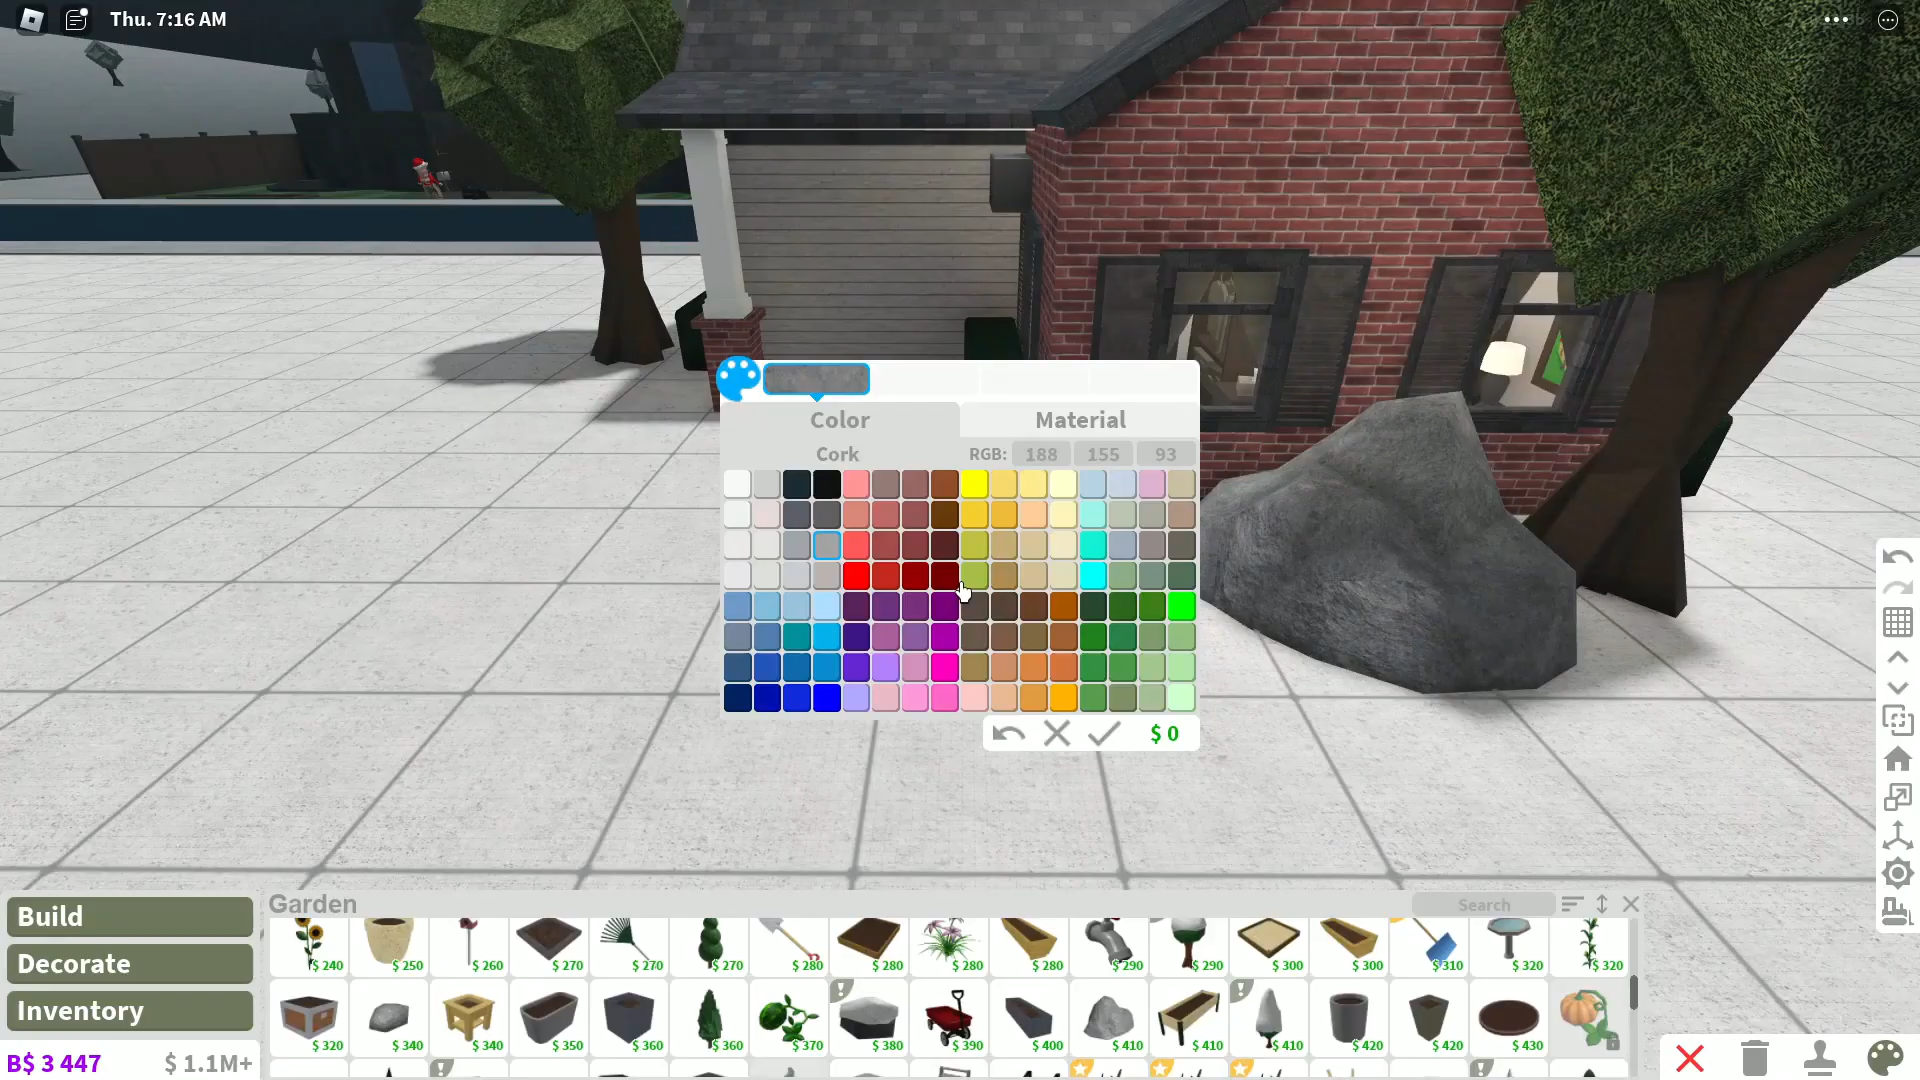 Thu. 7:16 AM
Color
Material
Cork
RGB: 188 155 93
$ 0
Build
Decorate
Inventory
B$ 3 447
$ 1.1M+
Garden
Search
$ 240 $ 250 $ 260 $ 270 $ 270 $ 270 $ 280 $ 280 $ 280 $ 280 $ 290 $ 290 $ 300 $ 300 $ 310 $ 320 $ 320
$ 320 $ 340 $ 340 $ 350 $ 360 $ 360 $ 370 $ 380 $ 390 $ 400 $ 410 $ 410 $ 410 $ 420 $ 420 $ 430